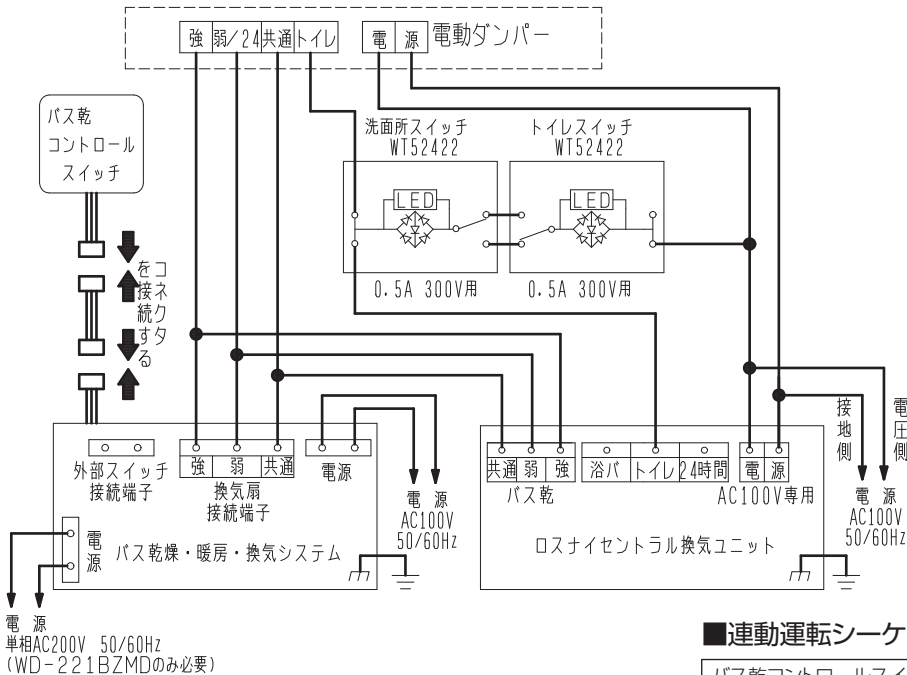 強 弱/24 共通 トイレ
電 源
電動ダンパー
バス乾
コントロール
スイッチ
洗面所スイッチ
WT52422
トイレスイッチ
WT52422
LED
LED
0.5A 300V用
0.5A 300V用
コネクタ
を接続する
接地側
電圧側
外部スイッチ
接続端子
強 弱 共通
換気扇
接続端子
電源
電 源
AC100V
50/60Hz
共通 弱 強
バス乾
浴バ トイレ 24時間
電 源
AC100V専用
電 源
AC100V
50/60Hz
電源
バス乾燥・暖房・換気システム
ロスナイセントラル換気ユニット
電 源
単相AC200V 50/60Hz
(WD-221BZMDのみ必要)
■連動運転シーケ